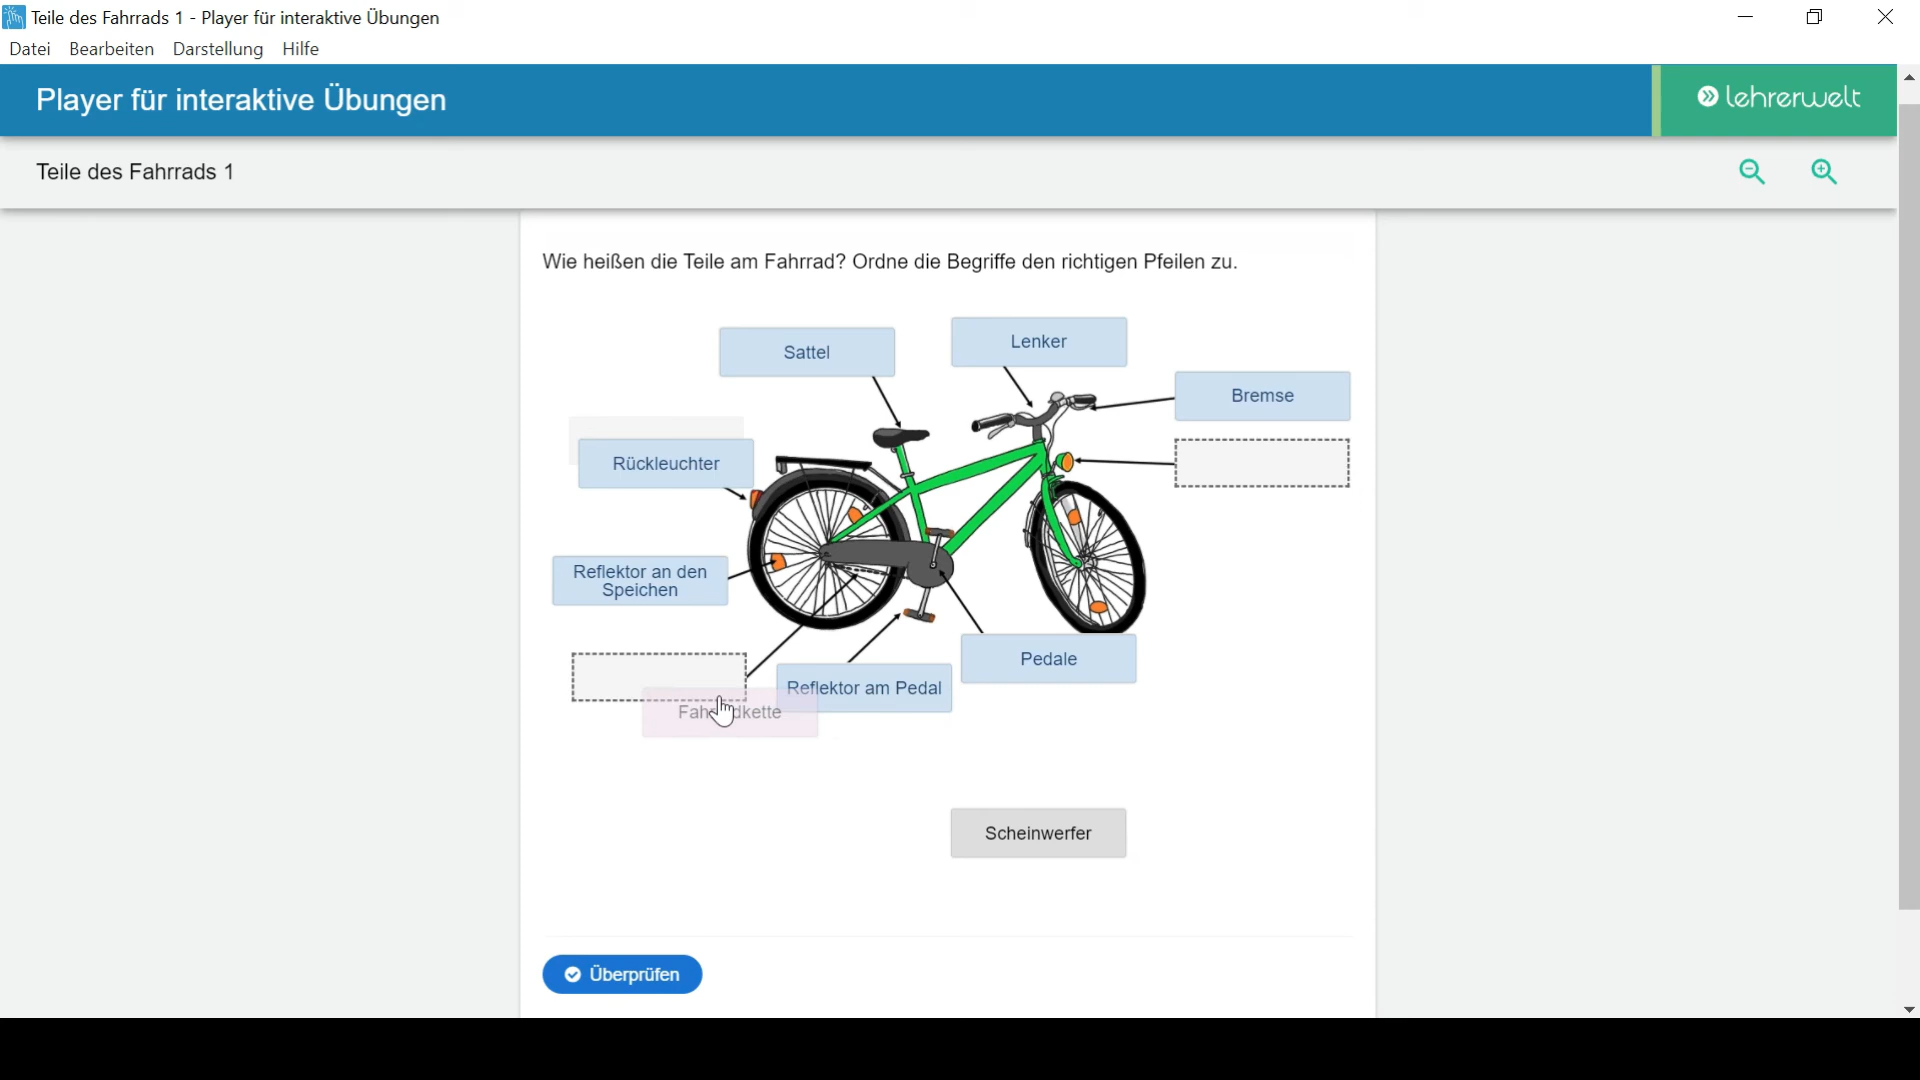 Teile des Fahrrads 1 - Player für interaktive Übungen
Datei Bearbeiten Darstellung Hilfe
Player für interaktive Übungen
lehrerwelt
Teile des Fahrrads 1
Wie heißen die Teile am Fahrrad? Ordne die Begriffe den richtigen Pfeilen zu.
Lenker
Sattel
Bremse
Rückleuchter
Reflektor an den
Speichen
Pedale
Reflektor am Pedal
Fahrradkette
Scheinwerfer
Überprüfen